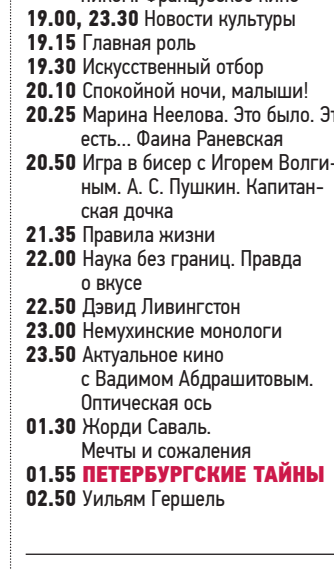 19.00, 23.30 Новости культуры
19.15 Главная роль
19.30 Искусственный отбор
20.10 Спокойной ночи, малыши!
20.25 Марина Неелова. Это было. Эт
есть... Фаина Раневская
20.50 Игра в бисер с Игорем Волги-
ным. А. С. Пушкин. Капитан-
ская дочка
21.35 Правила жизни
22.00 Наука без границ. Правда
о вкусе
22.50 Дэвид Ливингстон
23.00 Немухинские монологи
23.50 Актуальное кино
с Вадимом Абдрашитовым.
Оптическая ось
01.30 Жорди Саваль.
Мечты и сожаления
01.55 ПЕТЕРБУРГСКИЕ ТАЙНЫ
02.50 Уильям Гершель